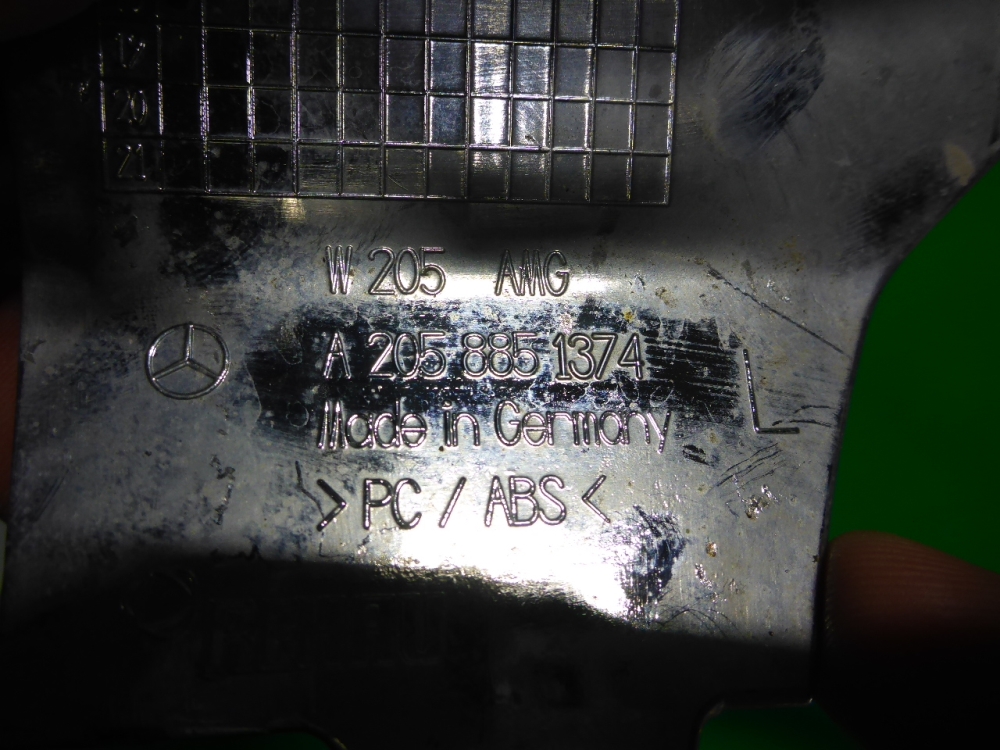 19
20
21
W 205 AMG
A 205 885 1374
L
Made in Germany
>PC / ABS<